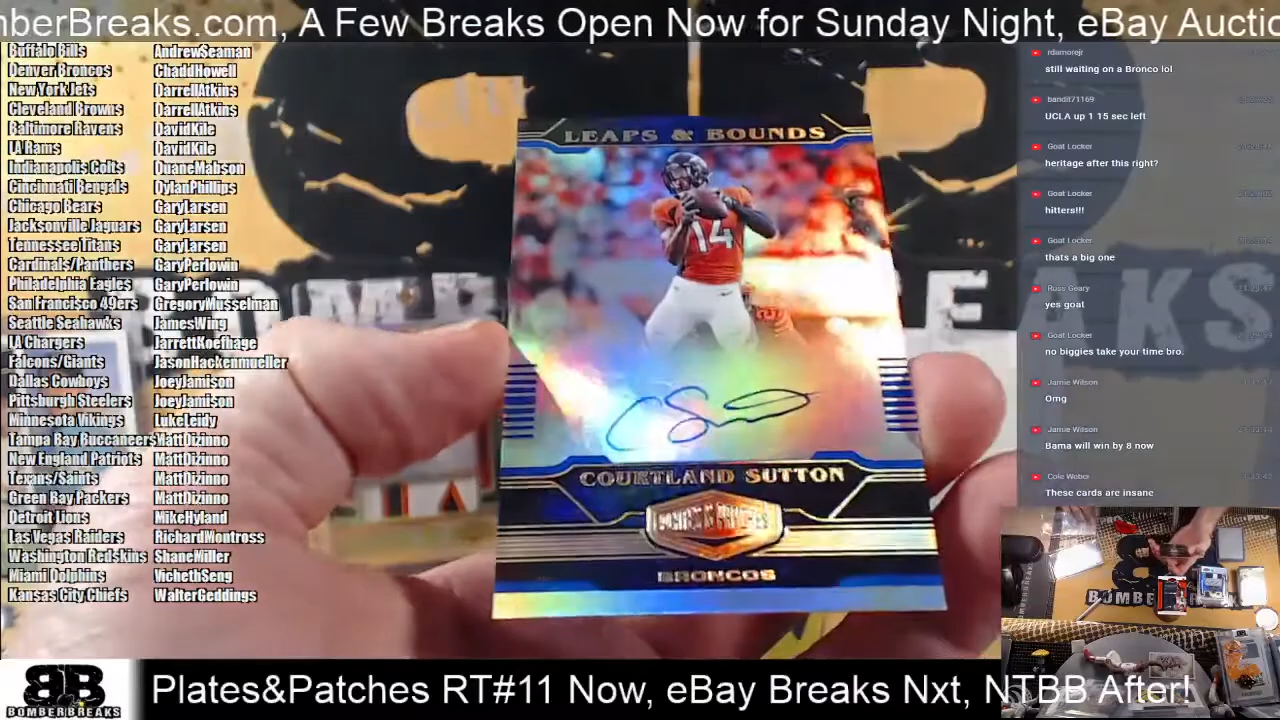 mberBreaks.com, A Few Breaks Open Now for Sunday Night, eBay Auctio
Buffalo Bills AndrewSeaman
Denver Broncos ChaddHowell
New York Jets DarrellAtkins
Cleveland Browns DarrellAtkins
Baltimore Ravens DavidKile
LA Rams DavidKile
Indianapolis Colts DuaneMabson
Cincinnati Bengals DylanPhillips
Chicago Bears GaryLarsen
Jacksonville Jaguars GaryLarsen
Tennessee Titans GaryLarsen
Cardinals/Panthers GaryPerlowin
Philadelphia Eagles GaryPerlowin
San Francisco 49ers GregoryMusselman
Seattle Seahawks JamesWing
LA Chargers JarrettKoefhage
Falcons/Giants JasonHackenmueller
Dallas Cowboys JoeyJamison
Pittsburgh Steelers JoeyJamison
Minnesota Vikings LukeLeidy
Tampa Bay Buccaneers MattDizinno
New England Patriots MattDizinno
Texans/Saints MattDizinno
Green Bay Packers MattDizinno
Detroit Lions MikeHyland
Las Vegas Raiders RichardMontross
Washington Redskins ShaneMiller
Miami Dolphins VichethSeng
Kansas City Chiefs WalterGeddings
LEAPS & BOUNDS
14
COURTLAND SUTTON
BRONCOS
rdamorejr
still waiting on a Bronco lol
bandit71169
UCLA up 1 15 sec left
Goat Locker
heritage after this right?
Goat Locker
hitters!!!
Goat Locker
thats a big one
Russ Geary
yes goat
Goat Locker
no biggies take your time bro.
Jamie Wilson
Omg
Jamie Wilson
Bama will win by 8 now
Cole Weber
These cards are insane
BB
BOMBERBREAKS
Plates&Patches RT#11 Now, eBay Breaks Nxt, NTBB After!